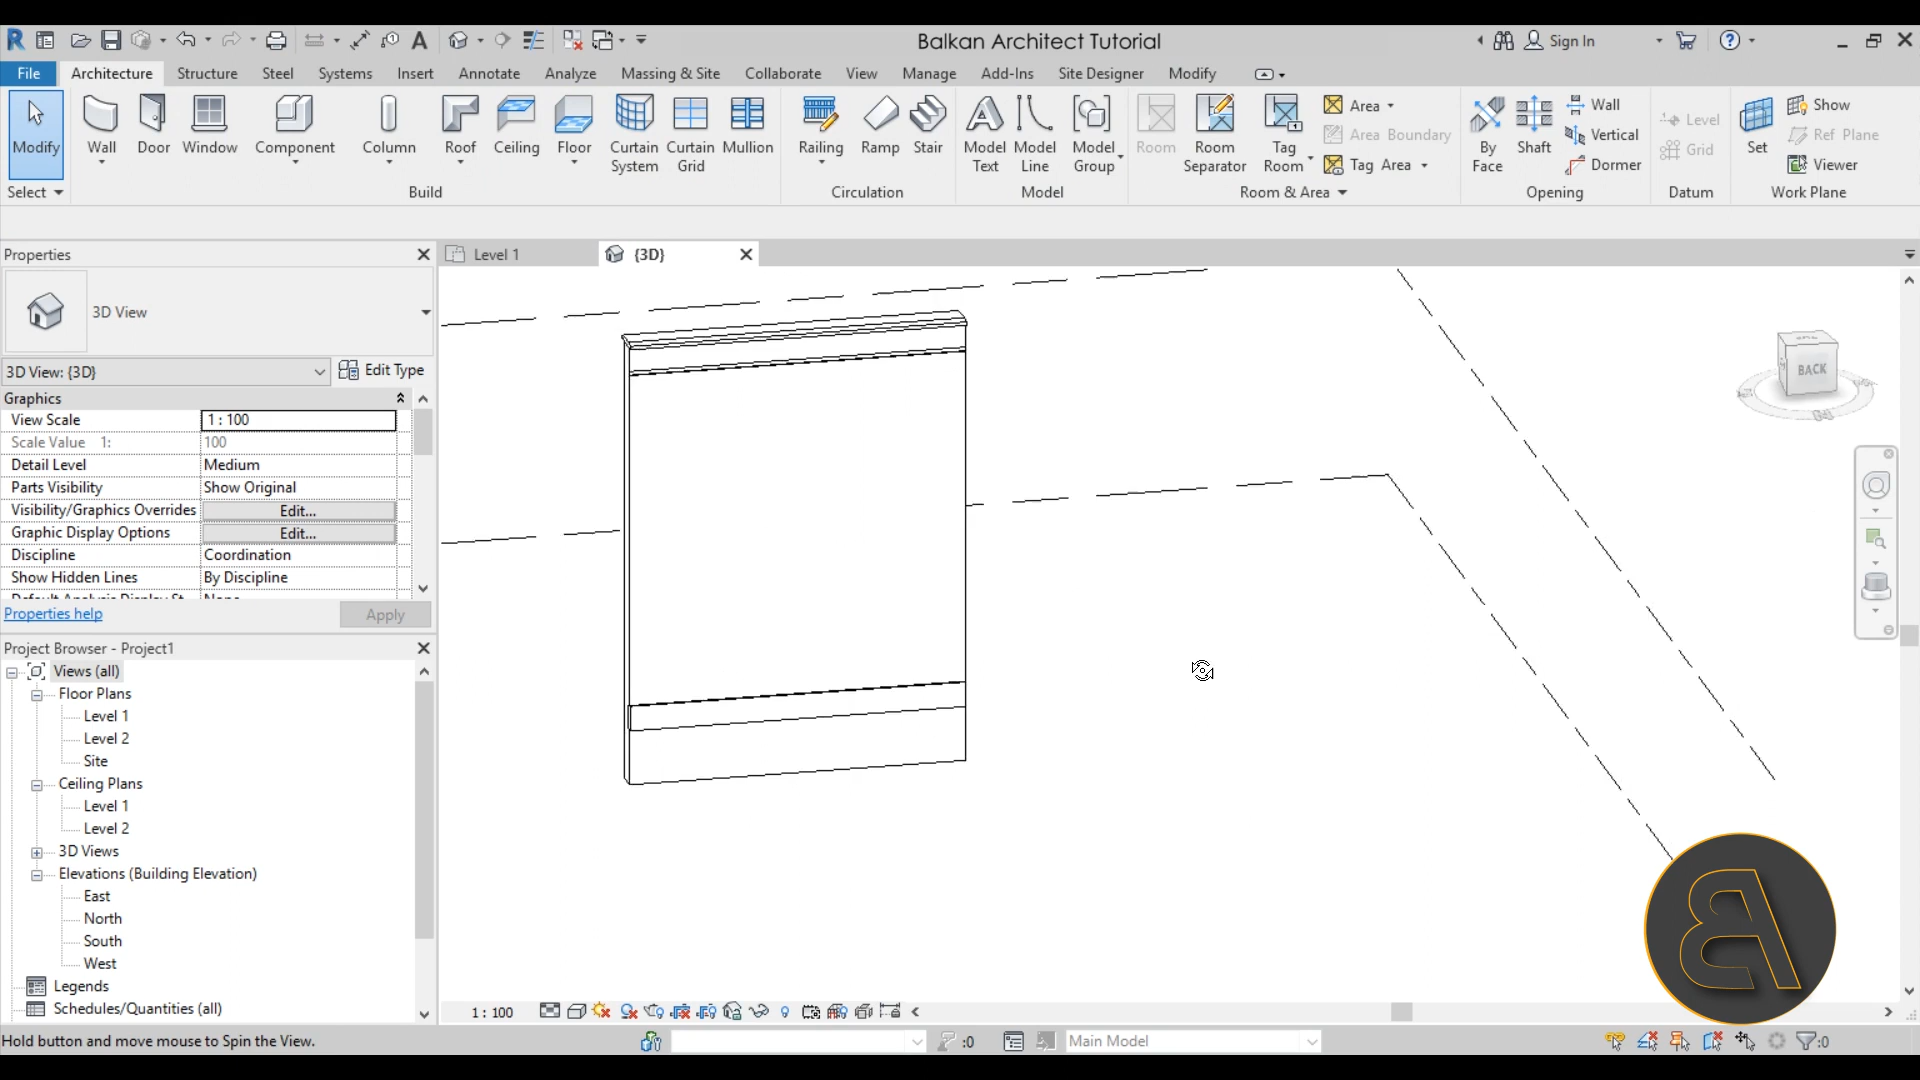 Balkan Architect Tutorial
Sign In
File Architecture Structure Steel Systems Insert Annotate Analyze Massing & Site Collaborate View Manage Add-Ins Site Designer Modify
Modify Wall Door Window Component Column Roof Ceiling Floor Curtain System Curtain Grid Mullion Railing Ramp Stair Model Text Model Line Model Group Room Room Separator Tag Room By Face Shaft Set
Area Wall Level Show
Area Boundary Vertical Grid Ref Plane
Tag Area Dormer Viewer
Select Build Circulation Model Room & Area Opening Datum Work Plane
Properties
Level 1 {3D}
3D View
3D View: {3D} Edit Type
Graphics
View Scale 1 : 100
Scale Value 1: 100
Detail Level Medium
Parts Visibility Show Original
Visibility/Graphics Overrides Edit...
Graphic Display Options Edit...
Discipline Coordination
Show Hidden Lines By Discipline
Properties help Apply
BACK
Project Browser - Project1
Views (all)
Floor Plans
Level 1
Level 2
Site
Ceiling Plans
Level 1
Level 2
3D Views
Elevations (Building Elevation)
East
North
South
West
Legends
Schedules/Quantities (all)
1 : 100
Hold button and move mouse to Spin the View.
:0
Main Model
:0